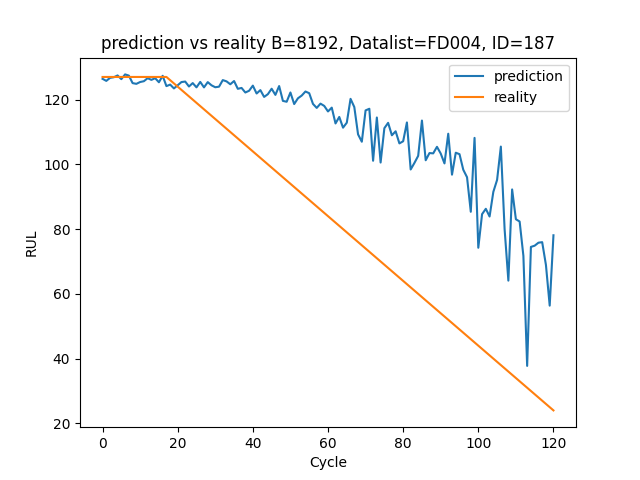 prediction vs reality B=8192, Datalist=FD004, ID=187
prediction
reality
RUL
120
100
80
60
40
20
0 20 40 60 80 100 120
Cycle